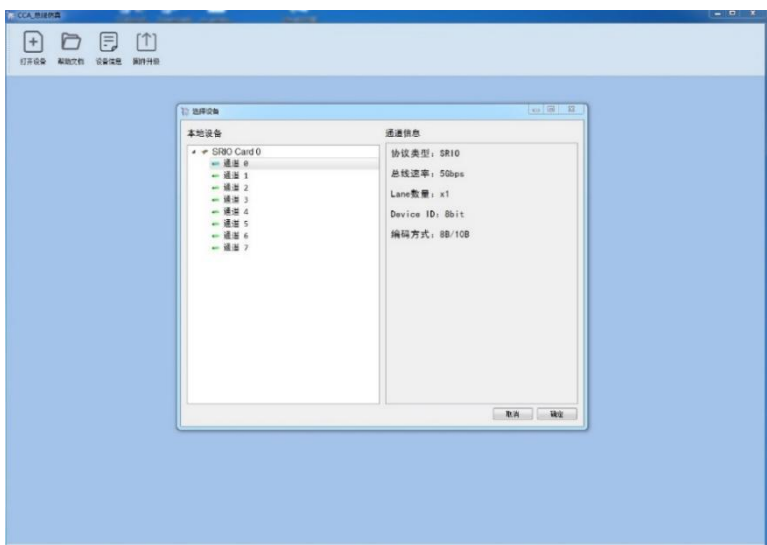 CCA_总线仿真
打开设备 帮助文档 设备信息 固件升级
选择设备
本地设备
通道信息
SRIO Card 0
通道 0
通道 1
通道 2
通道 3
通道 4
通道 5
通道 6
通道 7
协议类型: SRIO
总线速率: 5Gbps
Lane数量: x1
Device ID: 8bit
编码方式: 8B/10B
取消 确定